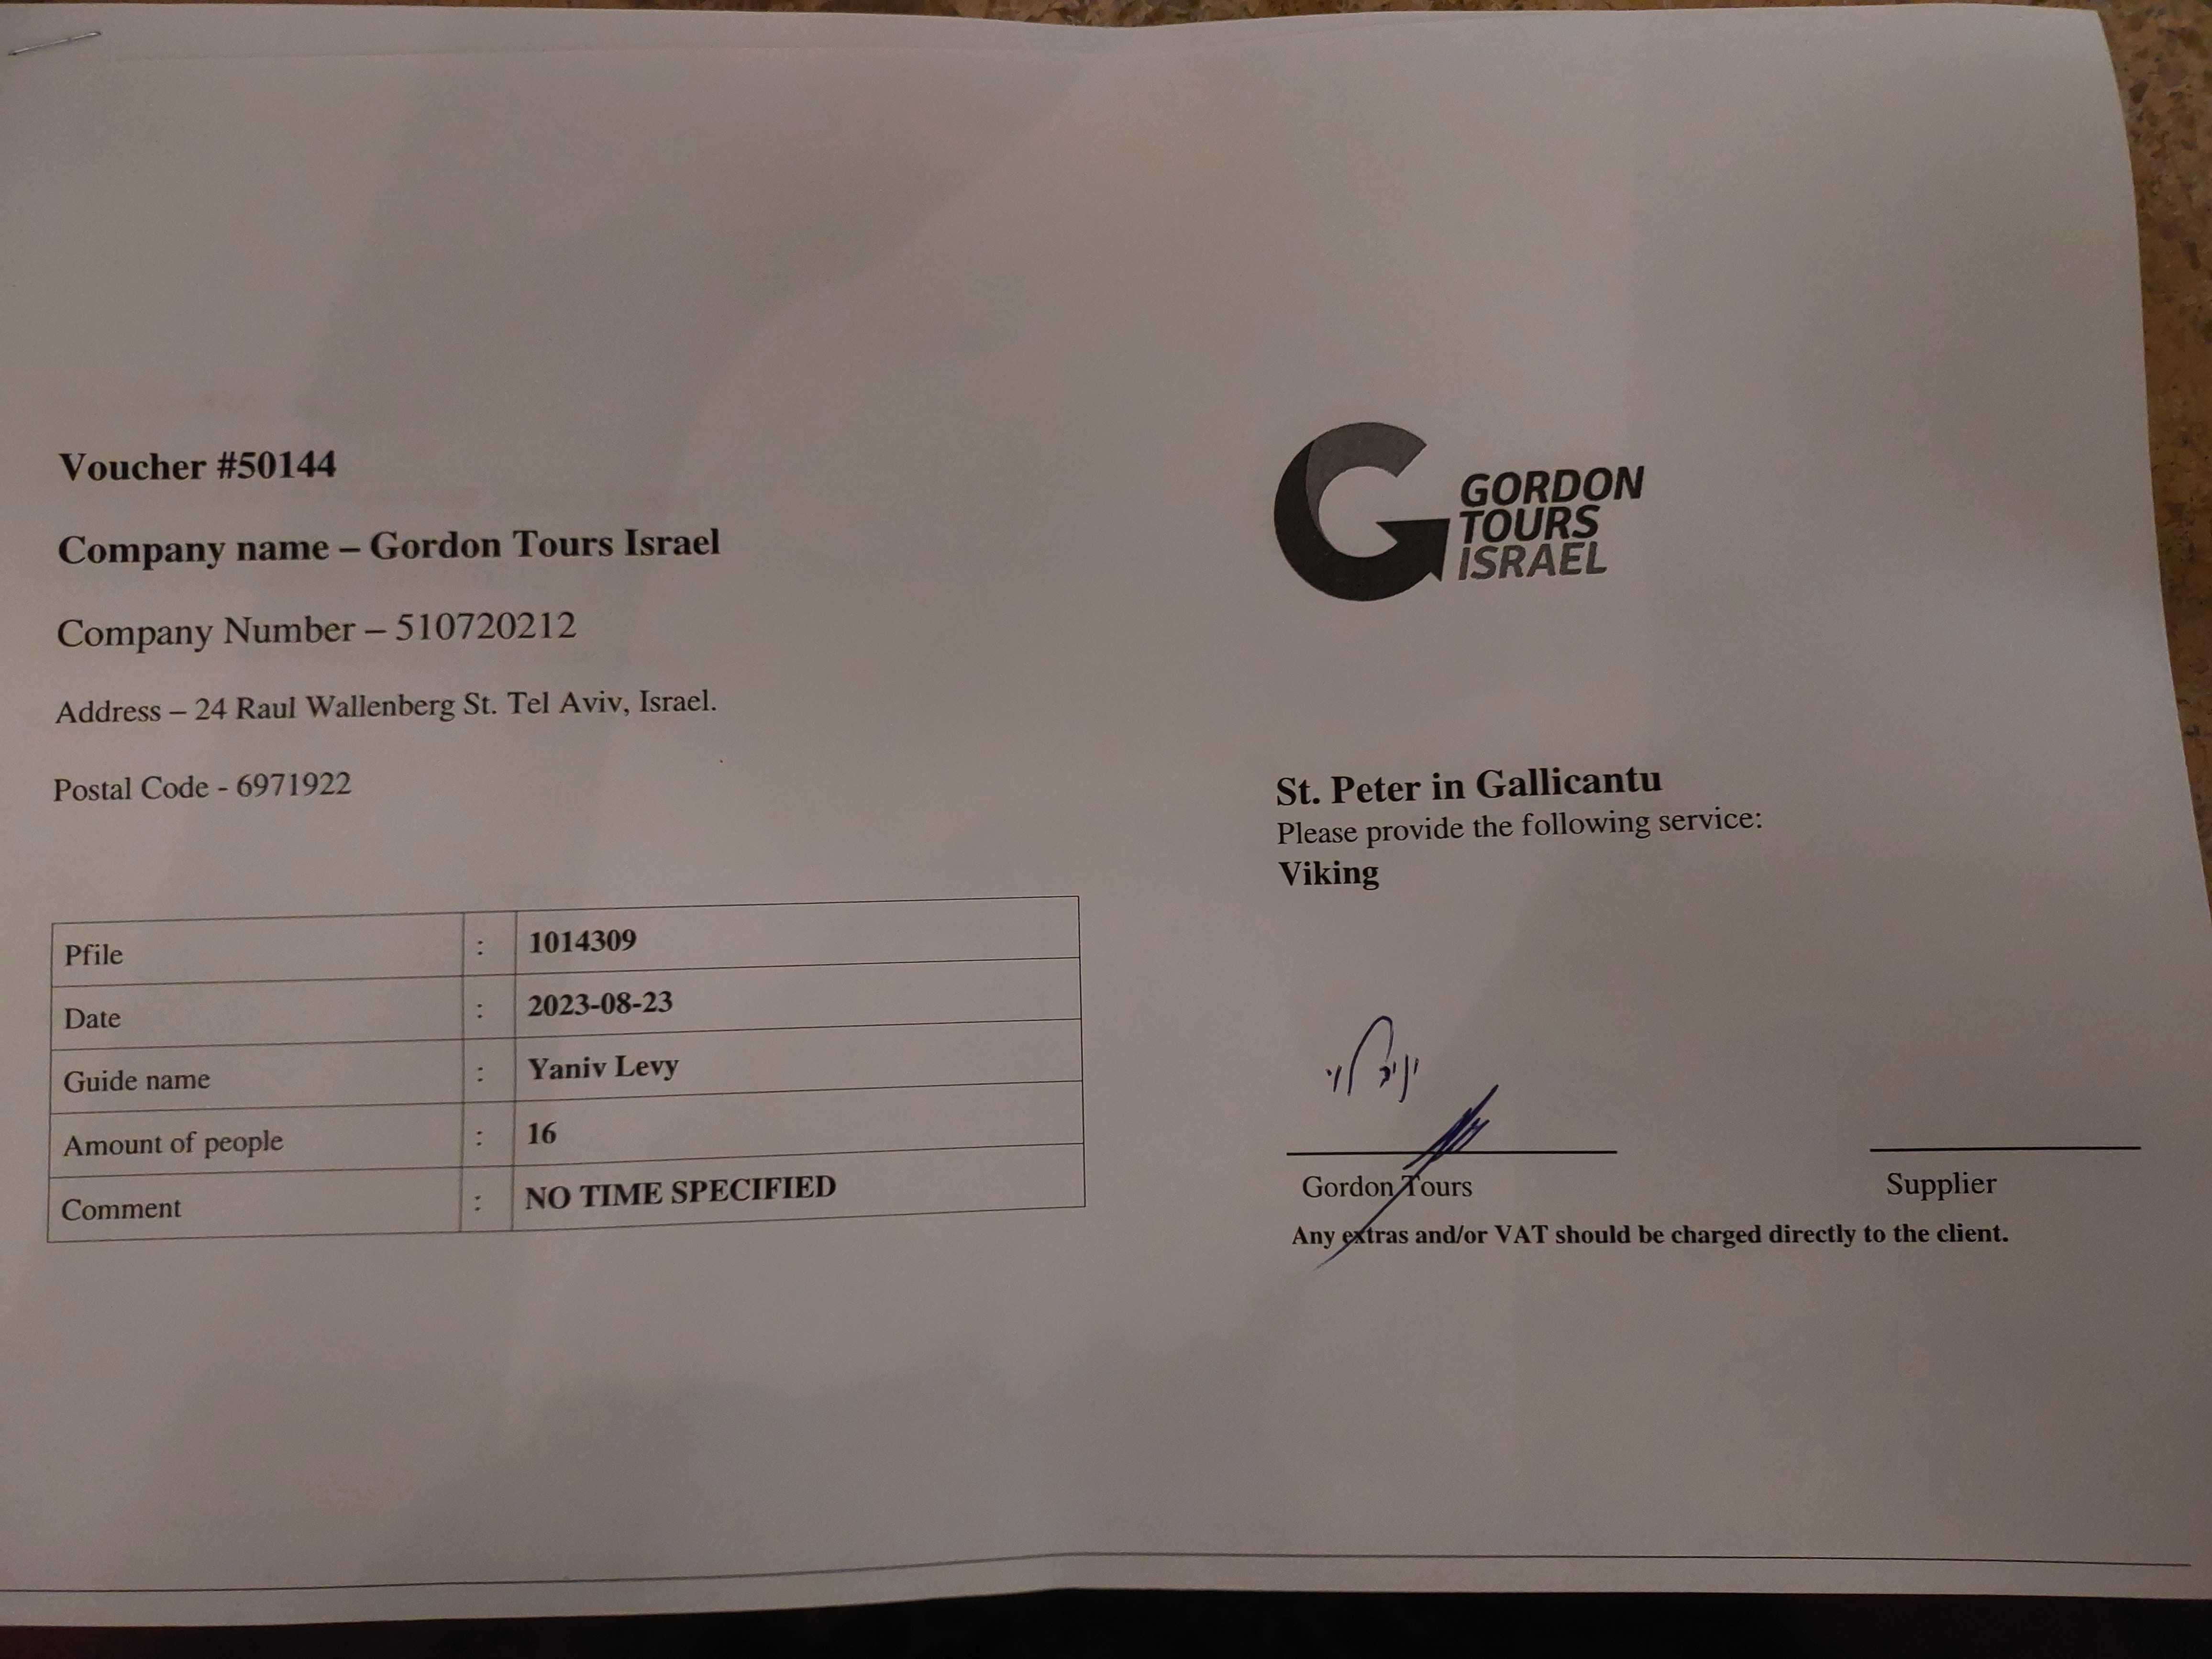 Voucher #50144
Company name – Gordon Tours Israel
Company Number – 510720212
Address – 24 Raul Wallenberg St. Tel Aviv, Israel.
Postal Code - 6971922
Pfile : 1014309
Date : 2023-08-23
Guide name : Yaniv Levy
Amount of people : 16
Comment : NO TIME SPECIFIED
GORDON
TOURS
ISRAEL
St. Peter in Gallicantu
Please provide the following service:
Viking
יניב לוי
Gordon Tours
Supplier
Any extras and/or VAT should be charged directly to the client.